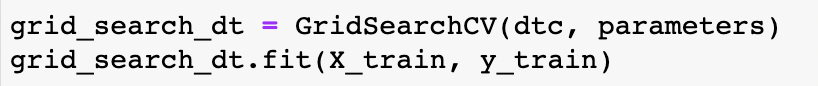 grid_search_dt = GridSearchCV(dtc, parameters)
grid_search_dt.fit(X_train, y_train)